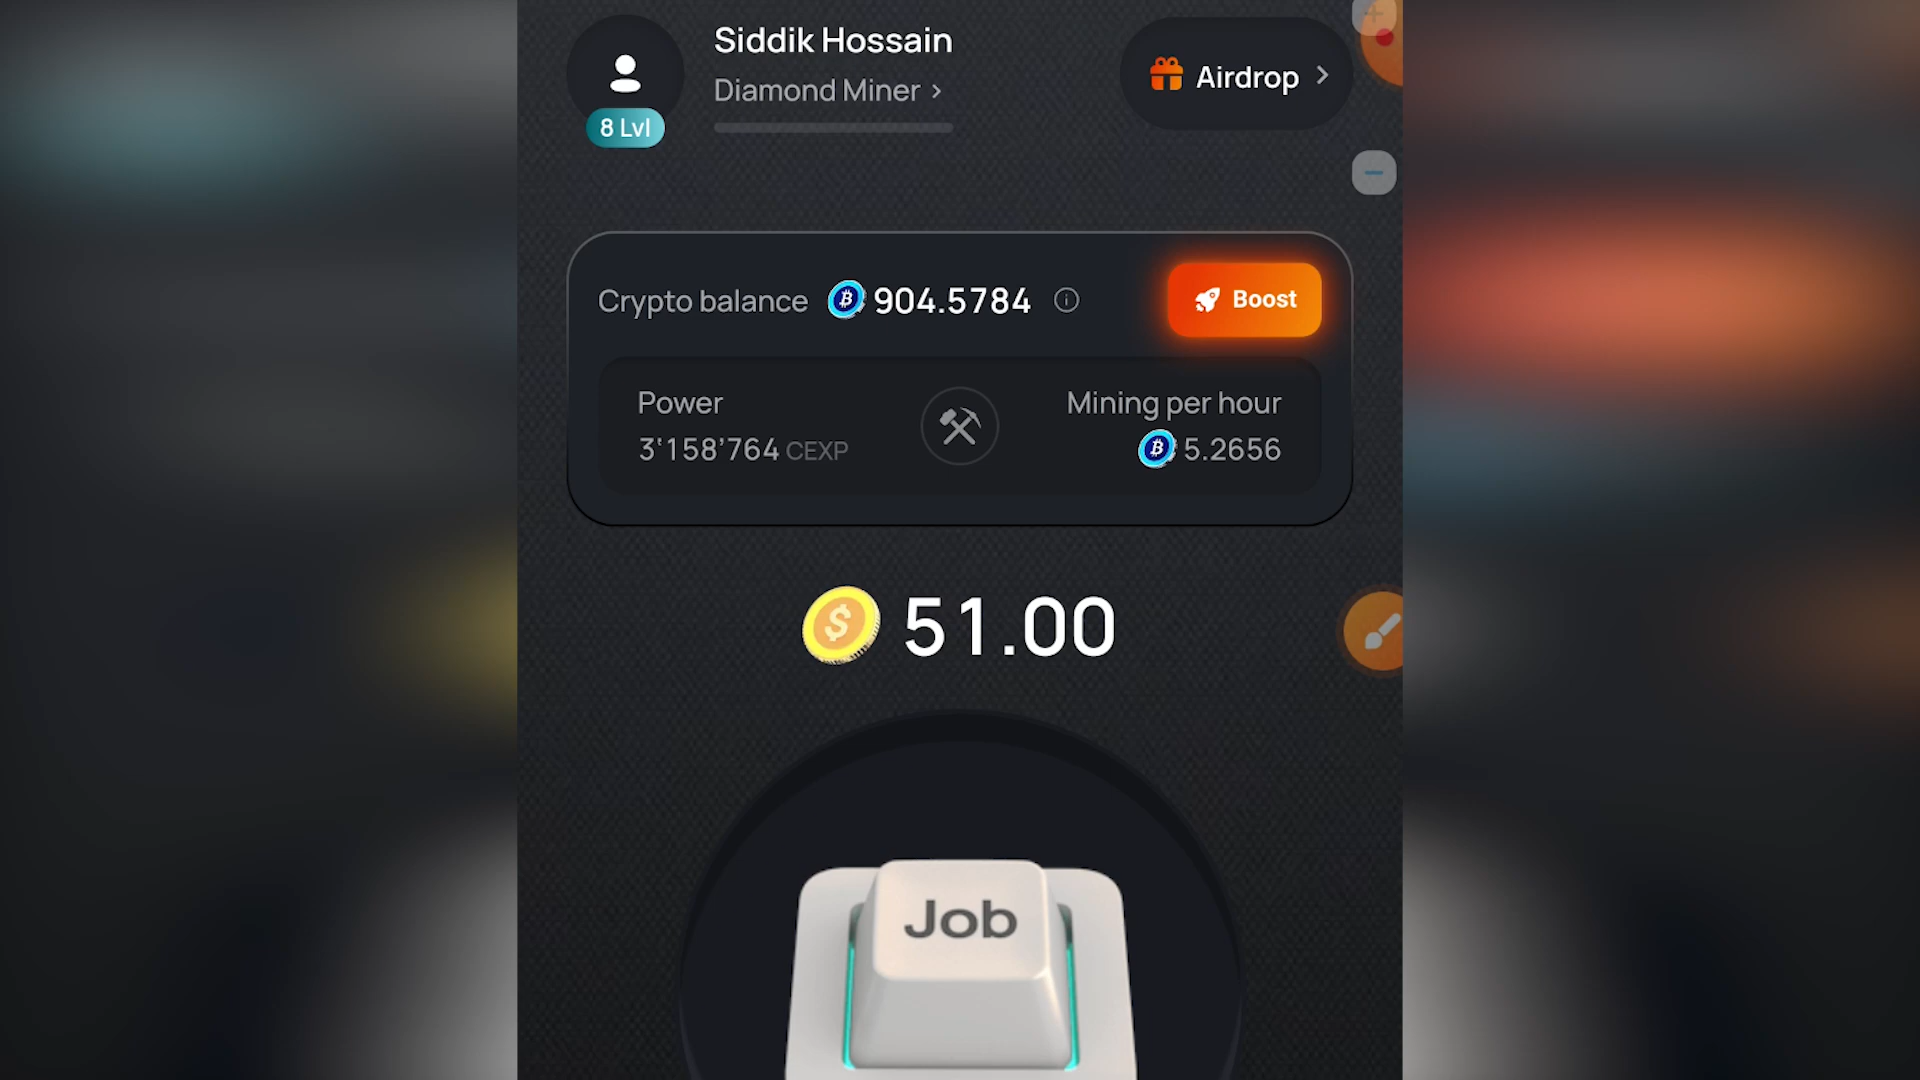 Siddik Hossain
Diamond Miner >
8 Lvl
Airdrop >
Crypto balance 904.5784
Boost
Power
3'158'764 CEXP
Mining per hour
5.2656
51.00
Job